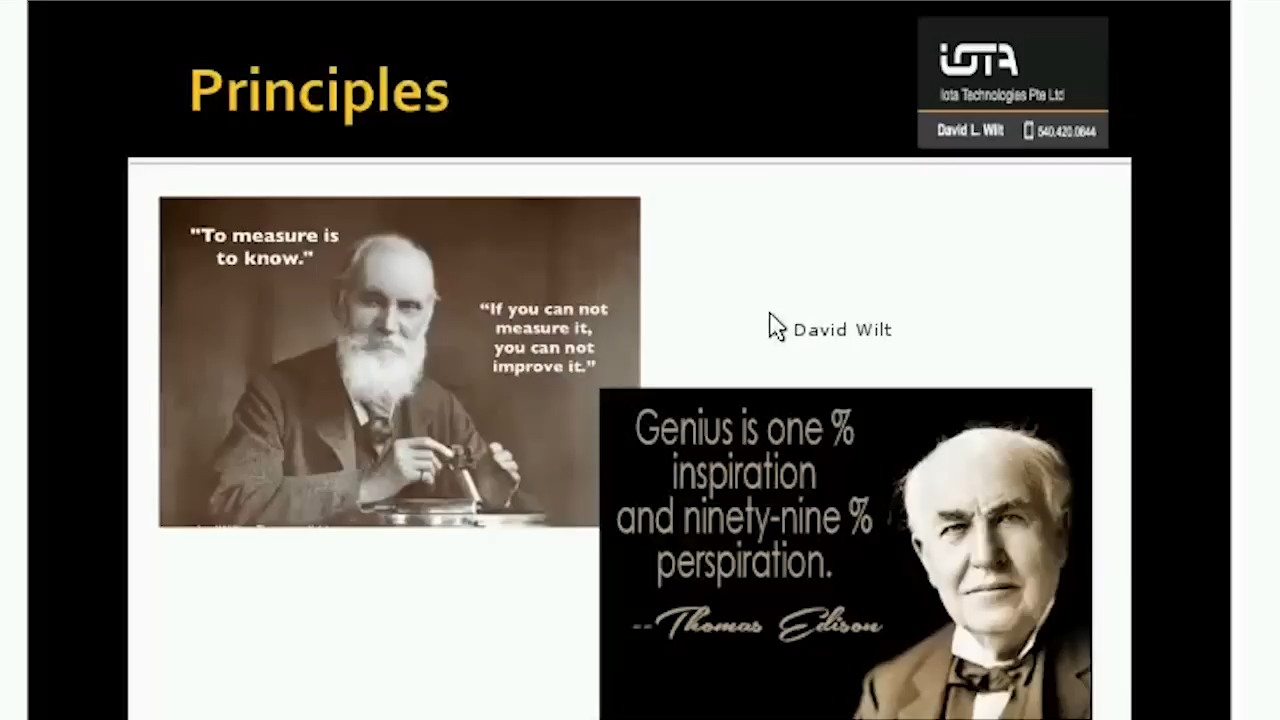 Principles
iOTA
Iota Technologies Pte Ltd
David L. Wilt 540.420.0844
"To measure is
to know."
“If you can not
measure it,
you can not
improve it.”
David Wilt
Genius is one %
inspiration
and ninety-nine %
perspiration.
--Thomas Edison